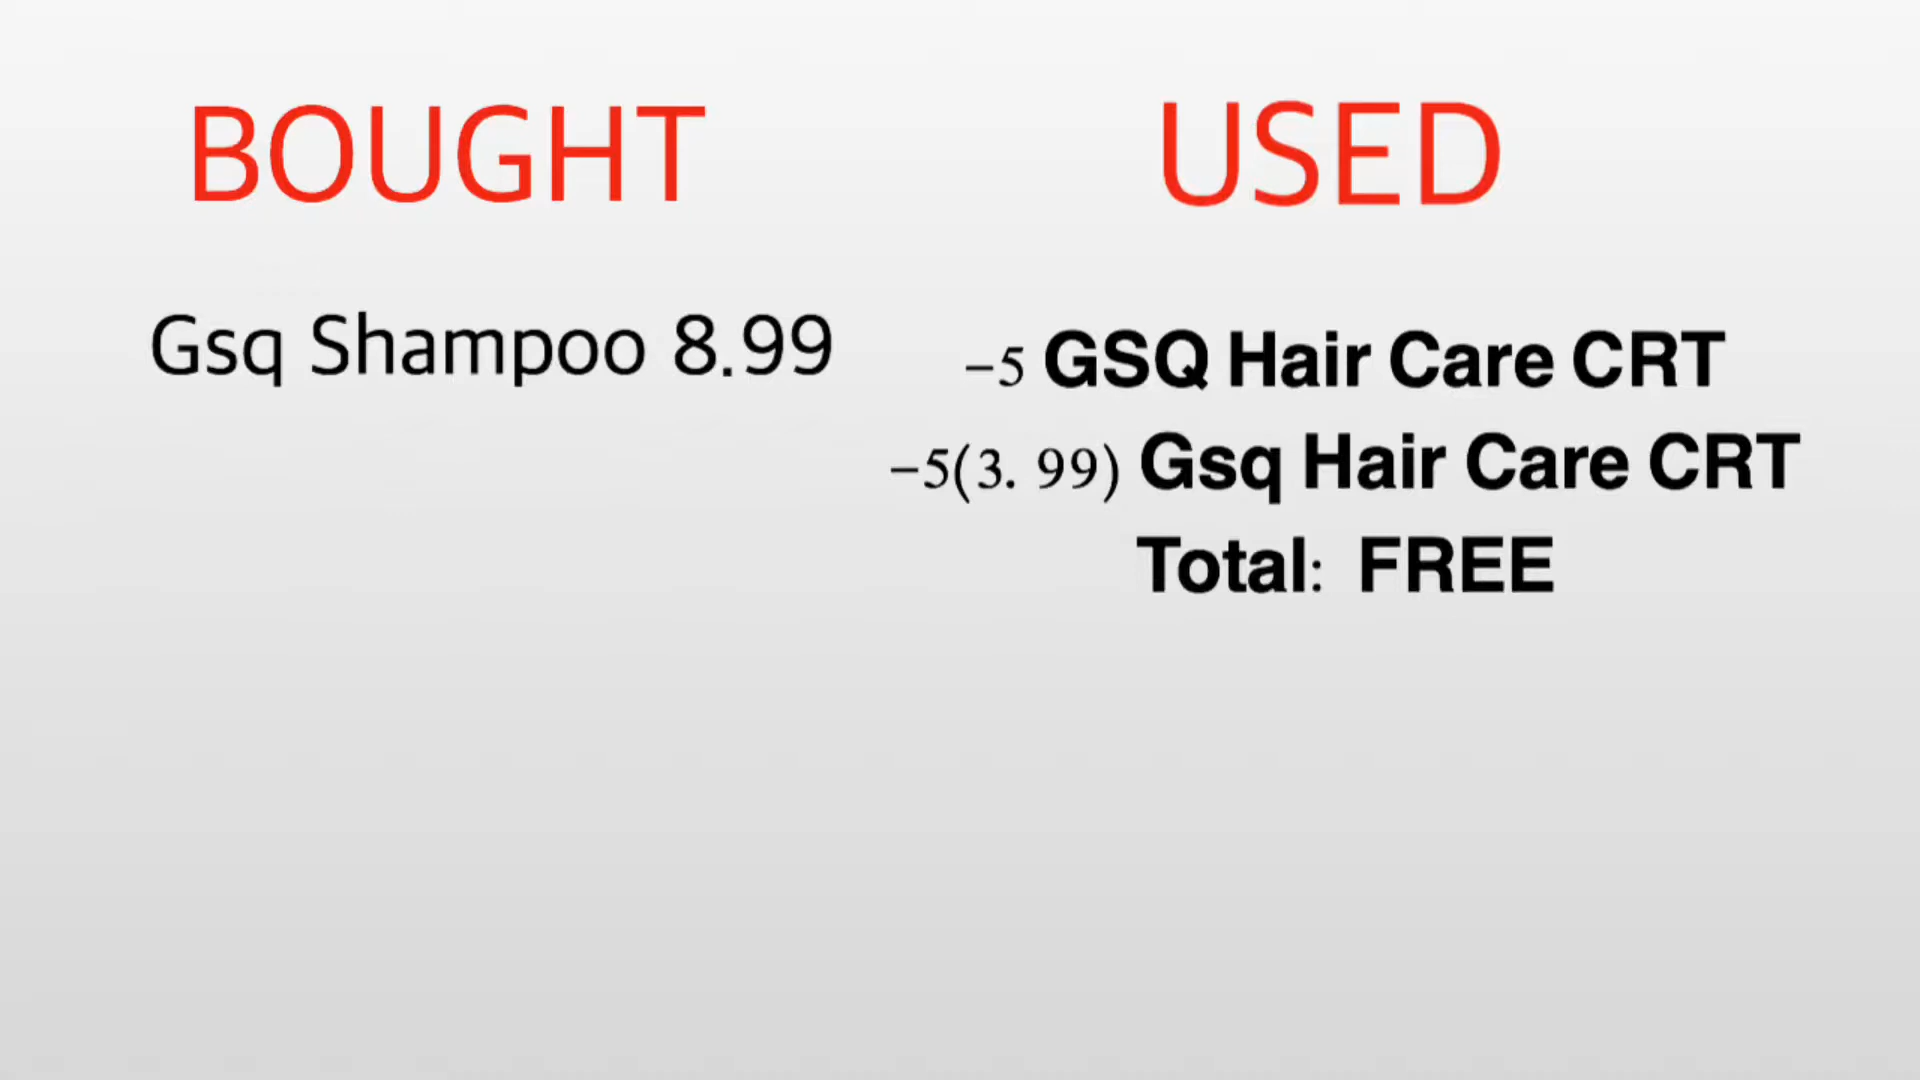 BOUGHT
Gsq Shampoo 8.99
USED
-5 GSQ Hair Care CRT
-5(3. 99) Gsq Hair Care CRT
Total: FREE